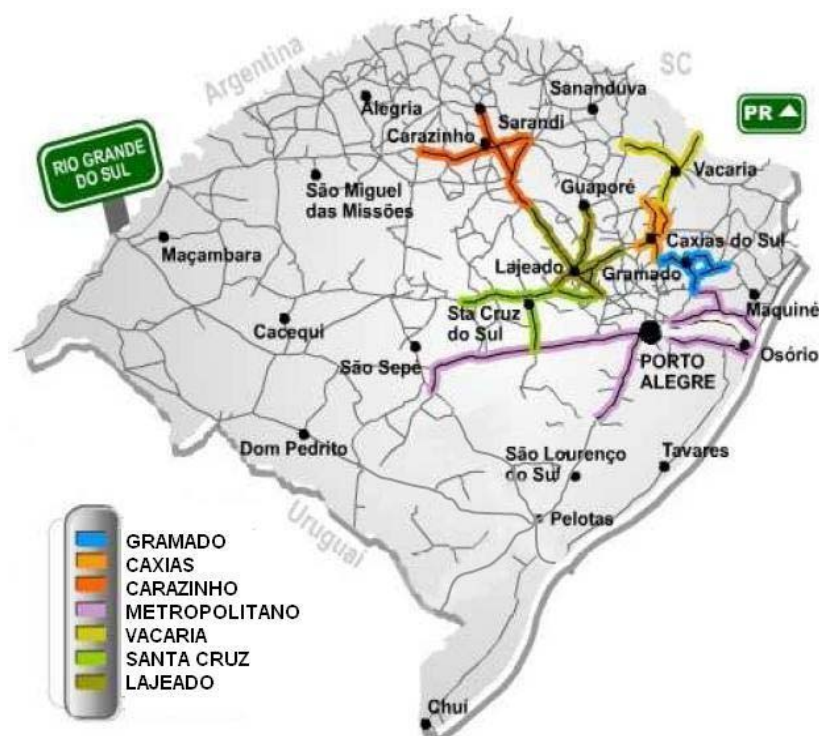 Argentina
SC
Sananduva
Alegria
PR
Carazinho
Sarandi
RIO GRANDE
DO SUL
Vacaria
Guaporé
São Miguel
das Missões
Maçambara
Caxias do Sul
Lajeado
Gramado
Sta Cruz
do Sul
Maquiné
Cacequi
São Sepé
PORTO
ALEGRE
Osório
Dom Pedrito
São Lourenço
do Sul
Tavares
Uruguai
Pelotas
GRAMADO
CAXIAS
CARAZINHO
METROPOLITANO
VACARIA
SANTA CRUZ
LAJEADO
Chuí